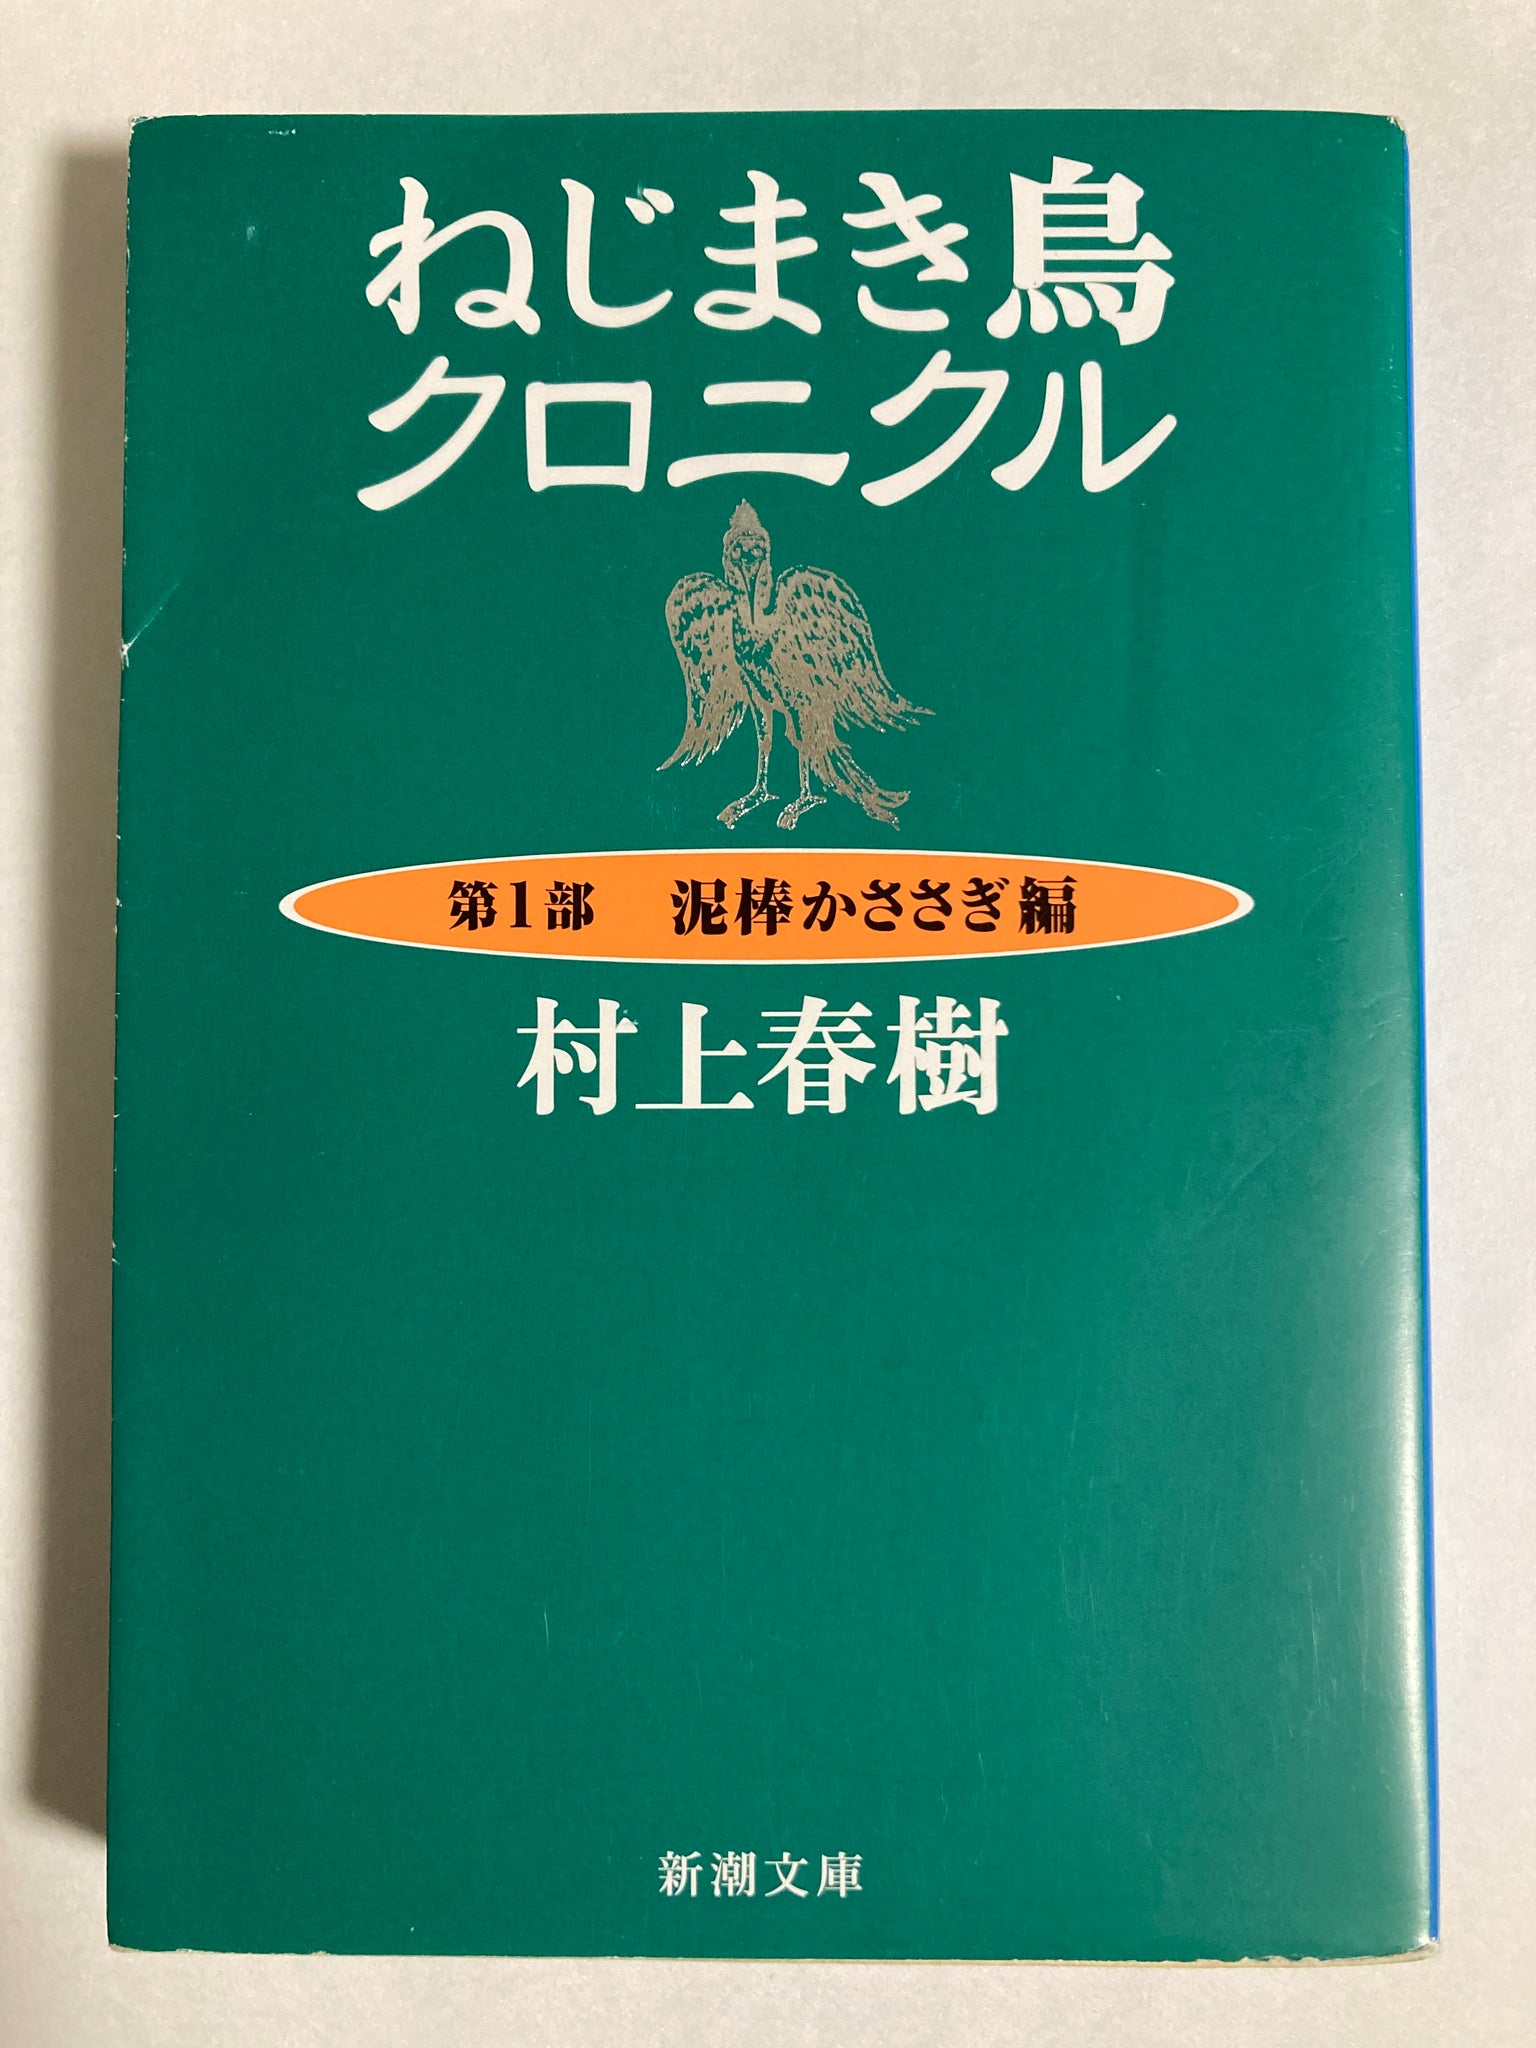 ねじまき鳥
クロニクル
第1部 泥棒かささぎ編
村上春樹
新潮文庫